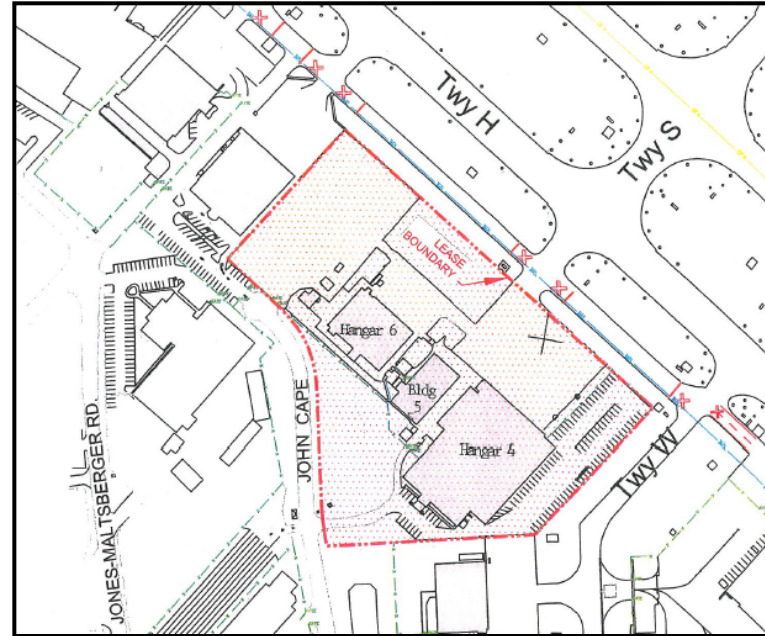 Twy H
Twy S
LEASE
BOUNDARY
Hangar 6
Bldg
5
Hangar 4
Twy W
JOHN CAPE
JONES-MALTSBERGER RD.